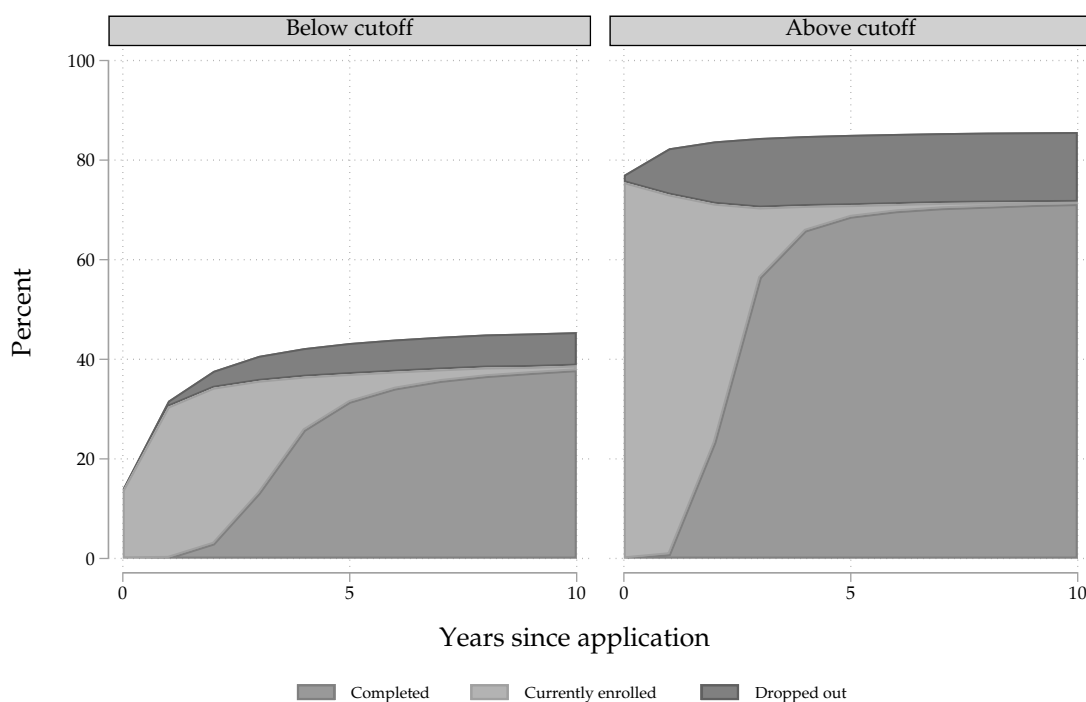 Below cutoff
Above cutoff
100
80
60
40
20
0
Percent
0 5 10
0 5 10
Years since application
Completed Currently enrolled Dropped out